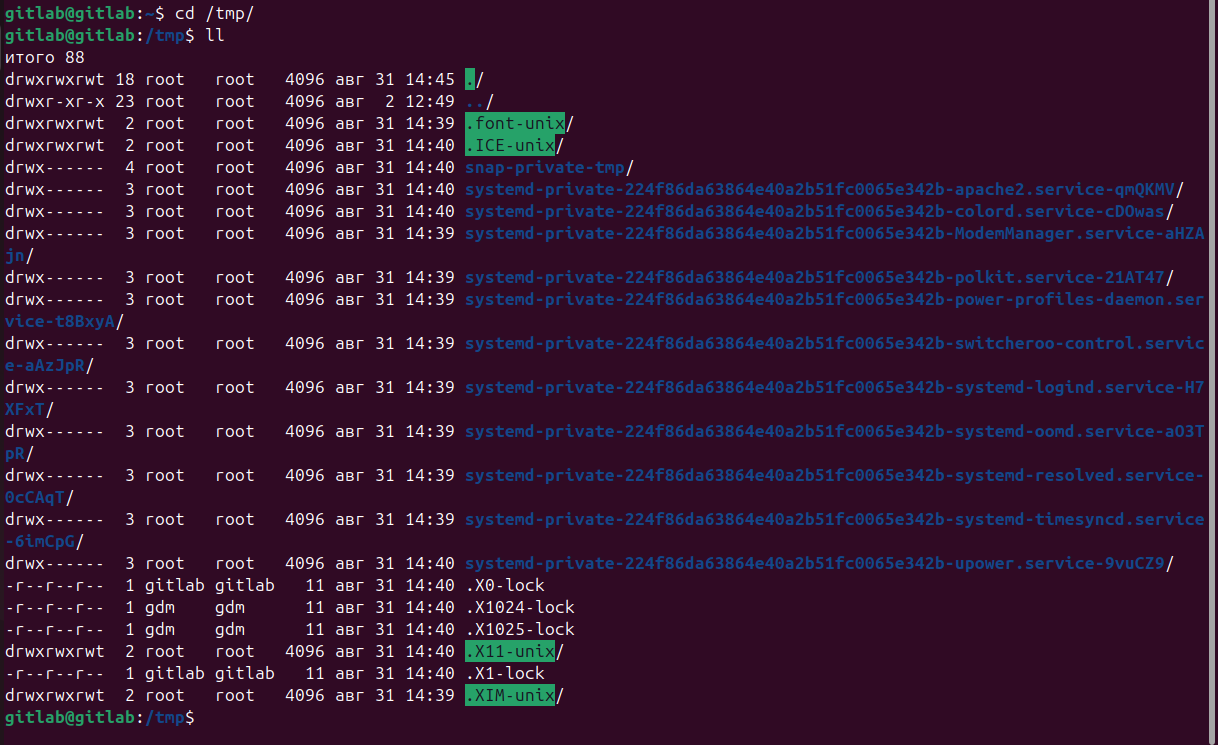 gitlab@gitlab:~$ cd /tmp/
gitlab@gitlab:/tmp$ ll
итого 88
drwxrwxrwt 18 root   root   4096 авг 31 14:45 ./
drwxr-xr-x 23 root   root   4096 авг  2 12:49 ../
drwxrwxrwt  2 root   root   4096 авг 31 14:39 .font-unix/
drwxrwxrwt  2 root   root   4096 авг 31 14:40 .ICE-unix/
drwx------  4 root   root   4096 авг 31 14:40 snap-private-tmp/
drwx------  3 root   root   4096 авг 31 14:40 systemd-private-224f86da63864e40a2b51fc0065e342b-apache2.service-qmQKMV/
drwx------  3 root   root   4096 авг 31 14:40 systemd-private-224f86da63864e40a2b51fc0065e342b-colord.service-cDOwas/
drwx------  3 root   root   4096 авг 31 14:39 systemd-private-224f86da63864e40a2b51fc0065e342b-ModemManager.service-aHZA
jn/
drwx------  3 root   root   4096 авг 31 14:39 systemd-private-224f86da63864e40a2b51fc0065e342b-polkit.service-21AT47/
drwx------  3 root   root   4096 авг 31 14:39 systemd-private-224f86da63864e40a2b51fc0065e342b-power-profiles-daemon.ser
vice-t8BxyA/
drwx------  3 root   root   4096 авг 31 14:39 systemd-private-224f86da63864e40a2b51fc0065e342b-switcheroo-control.servic
e-aAzJpR/
drwx------  3 root   root   4096 авг 31 14:39 systemd-private-224f86da63864e40a2b51fc0065e342b-systemd-logind.service-H7
XFxT/
drwx------  3 root   root   4096 авг 31 14:39 systemd-private-224f86da63864e40a2b51fc0065e342b-systemd-oomd.service-aO3T
pR/
drwx------  3 root   root   4096 авг 31 14:39 systemd-private-224f86da63864e40a2b51fc0065e342b-systemd-resolved.service-
0cCAqT/
drwx------  3 root   root   4096 авг 31 14:39 systemd-private-224f86da63864e40a2b51fc0065e342b-systemd-timesyncd.service
-6imCpG/
drwx------  3 root   root   4096 авг 31 14:40 systemd-private-224f86da63864e40a2b51fc0065e342b-upower.service-9vuCZ9/
-r--r--r--  1 gitlab gitlab   11 авг 31 14:40 .X0-lock
-r--r--r--  1 gdm    gdm      11 авг 31 14:40 .X1024-lock
-r--r--r--  1 gdm    gdm      11 авг 31 14:40 .X1025-lock
drwxrwxrwt  2 root   root   4096 авг 31 14:40 .X11-unix/
-r--r--r--  1 gitlab gitlab   11 авг 31 14:40 .X1-lock
drwxrwxrwt  2 root   root   4096 авг 31 14:39 .XIM-unix/
gitlab@gitlab:/tmp$